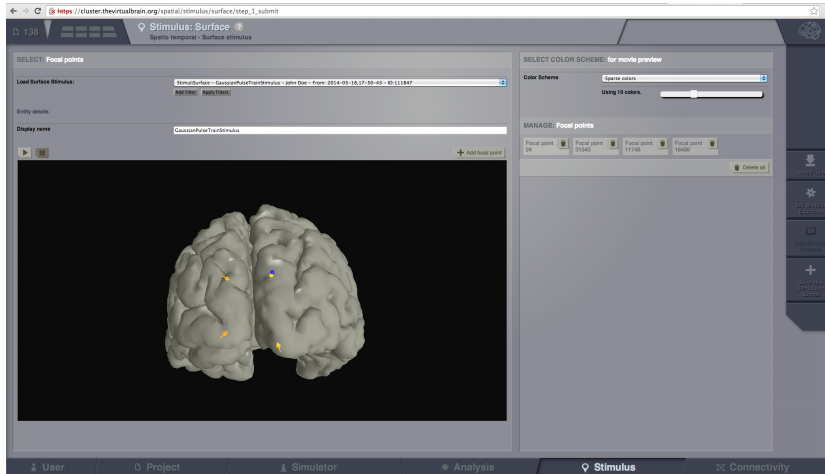 https://cluster.thevirtualbrain.org/spatial/stimulus/surface/step_1_submit
138
Stimulus: Surface ?
Spatio temporal - Surface stimulus
SELECT: Focal points
Load Surface Stimulus:
StimuliSurface - GaussianPulseTrainStimulus - John Doe - From: 2014-05-18,17-50-43 - ID:111847
Add Filter Apply Filters
Entity details
Display name
GaussianPulseTrainStimulus
+ Add focal point
SELECT COLOR SCHEME: for movie preview
Color Scheme
Sparse colors
Using 10 colors.
MANAGE: Focal points
Focal point
24
Focal point
31540
Focal point
11746
Focal point
16466
Delete all
User
Project
Simulator
Analysis
Stimulus
Connectivity